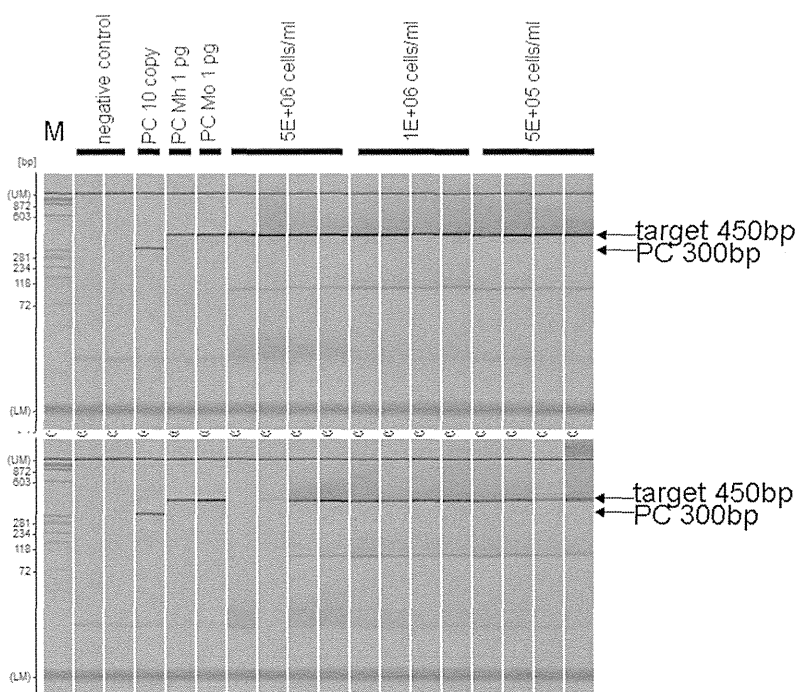 M
negative control
PC 10 copy
PC Mh 1 pg
PC Mo 1 pg
5E+06 cells/ml
1E+06 cells/ml
5E+05 cells/ml
[bp]
(UM)
872
603
281
234
118
72
(LM)
target 450bp
PC 300bp
(UM)
872
603
281
234
118
72
(LM)
target 450bp
PC 300bp